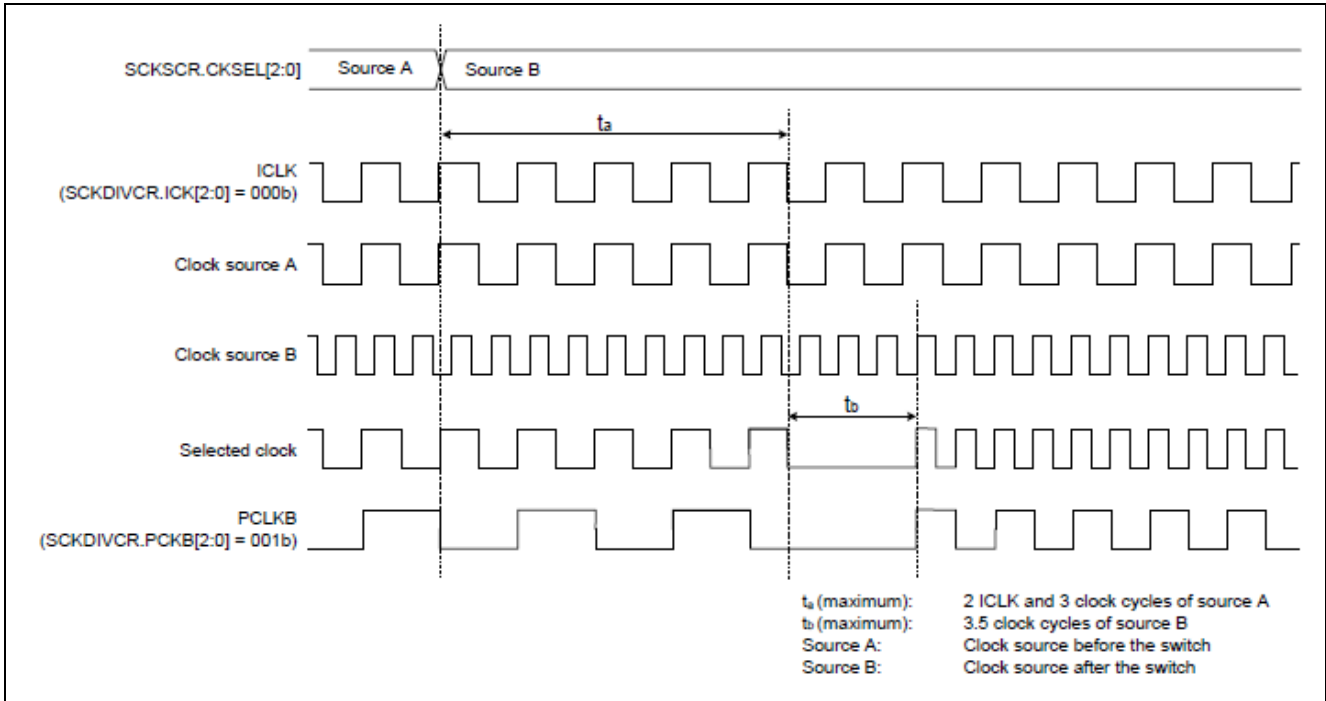 SCKSCR.CKSEL[2:0] Source A Source B
ta
ICLK
(SCKDIVCR.ICK[2:0] = 000b)
Clock source A
Clock source B
tb
Selected clock
PCLKB
(SCKDIVCR.PCKB[2:0] = 001b)
ta (maximum): 2 ICLK and 3 clock cycles of source A
tb (maximum): 3.5 clock cycles of source B
Source A: Clock source before the switch
Source B: Clock source after the switch